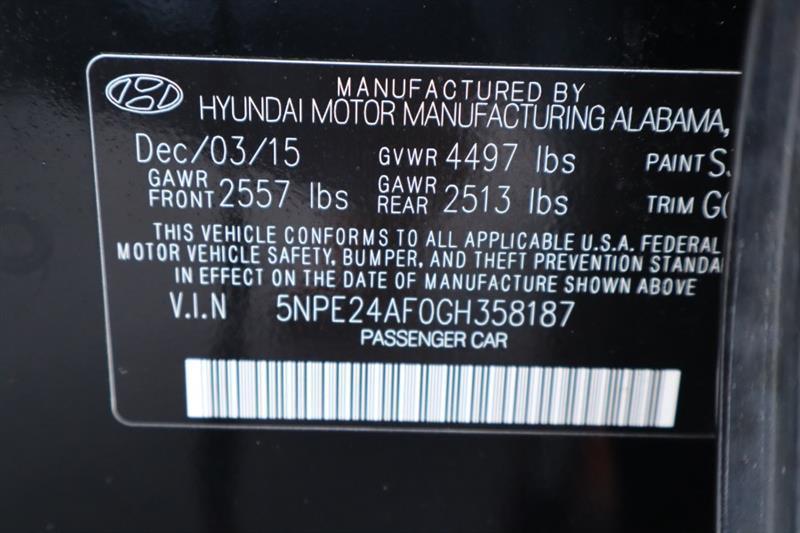 MANUFACTURED BY
HYUNDAI MOTOR MANUFACTURING ALABAMA,
Dec/03/15 GVWR 4497 lbs PAINT
GAWR FRONT 2557 lbs GAWR REAR 2513 lbs TRIM
THIS VEHICLE CONFORMS TO ALL APPLICABLE U.S.A. FEDERAL
MOTOR VEHICLE SAFETY, BUMPER, AND THEFT PREVENTION STANDA
IN EFFECT ON THE DATE OF MANUFACTURE SHOWN ABOVE
V.I.N 5NPE24AF0GH358187
PASSENGER CAR